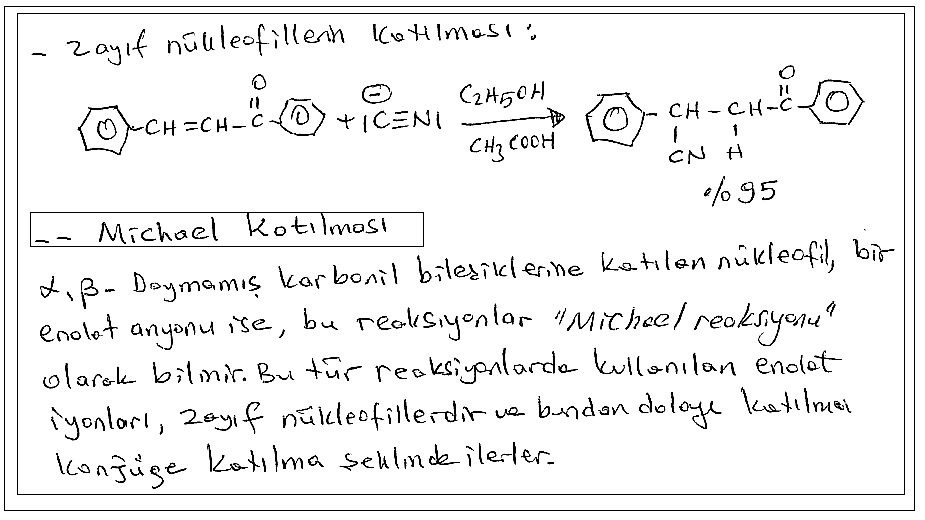 - Zayıf nükleofillerin katılması :
O
||
-CH=CH-C- + |C≡N| ⊖ C2H5OH
CH3COOH
O
||
-CH-CH-C-
CN H
%95
-- Michael Katılması
α,β- Doymamış karbonil bileşiklerine katılan nükleofil, bir
enolat anyonu ise, bu reaksiyonlar "Michael reaksiyonu"
olarak bilinir. Bu tür reaksiyonlarda kullanılan enolat
iyonları, zayıf nükleofillerdir ve bundan dolayı katılması
konjüge katılma şeklinde ilerler.